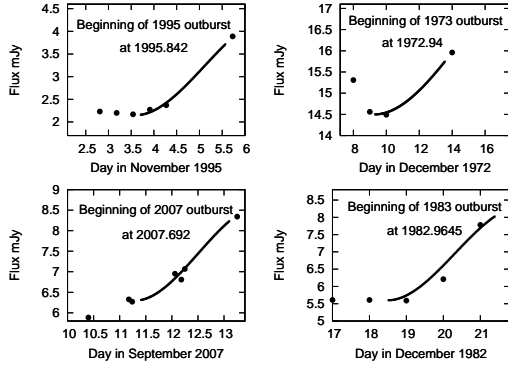 4.5
4
3.5
3
2.5
2
Flux mJy
Beginning of 1995 outburst
at 1995.842
2.5 3 3.5 4 4.5 5 5.5 6
Day in November 1995
17
16.5
16
15.5
15
14.5
14
Flux mJy
Beginning of 1973 outburst
at 1972.94
8 10 12 14 16
Day in December 1972
9
8.5
8
7.5
7
6.5
6
Flux mJy
Beginning of 2007 outburst
at 2007.692
10 10.5 11 11.5 12 12.5 13
Day in September 2007
8.5
8
7.5
7
6.5
6
5.5
5
Flux mJy
Beginning of 1983 outburst
at 1982.9645
17 18 19 20 21
Day in December 1982